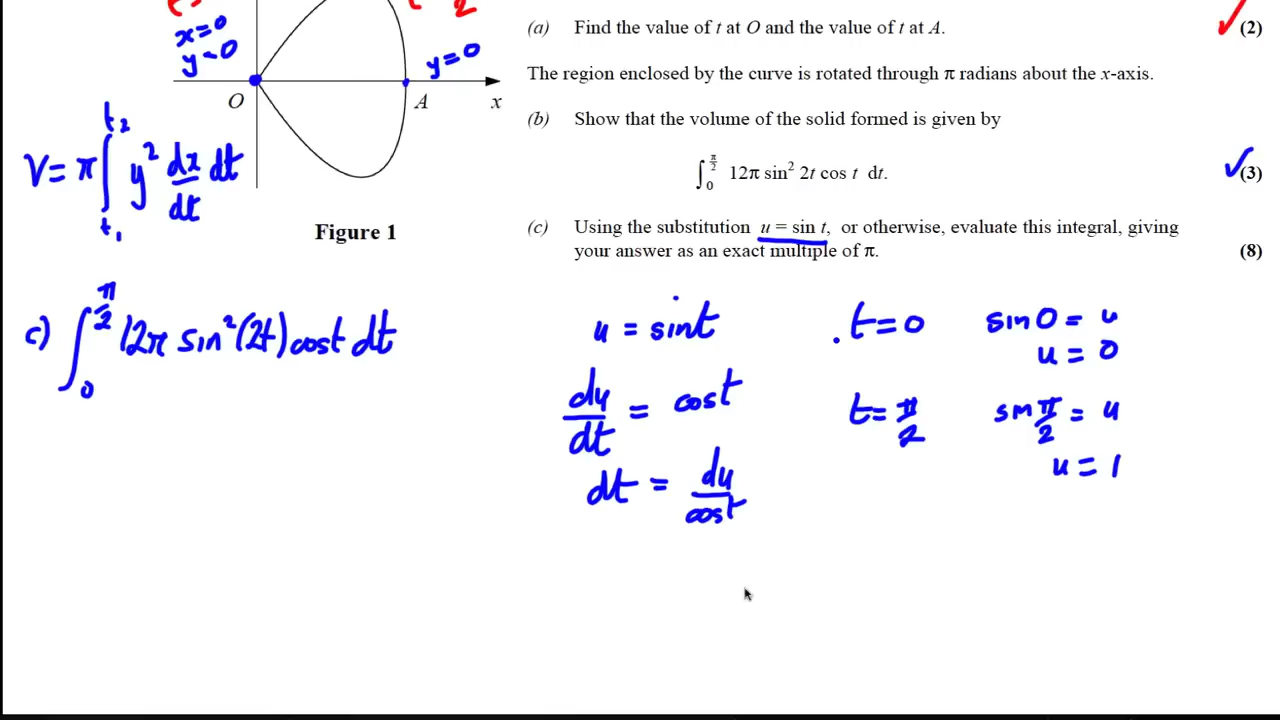 2
(a) Find the value of t at O and the value of t at A. (2)
x=0
y=0
y=0
O
A
x
The region enclosed by the curve is rotated through π radians about the x-axis.
(b) Show that the volume of the solid formed is given by
∫₀^{π/2} 12π sin² 2t cos t dt. (3)
V = π ∫_{t₁}^{t₂} y² dx/dt dt
Figure 1
(c) Using the substitution u = sin t, or otherwise, evaluate this integral, giving
your answer as an exact multiple of π. (8)
c) ∫₀^{π/2} 12π sin²(2t) cost dt
u = sint
du/dt = cost
dt = du/cost
t=0
sin0 = u
u = 0
t=π/2
sin π/2 = u
u = 1